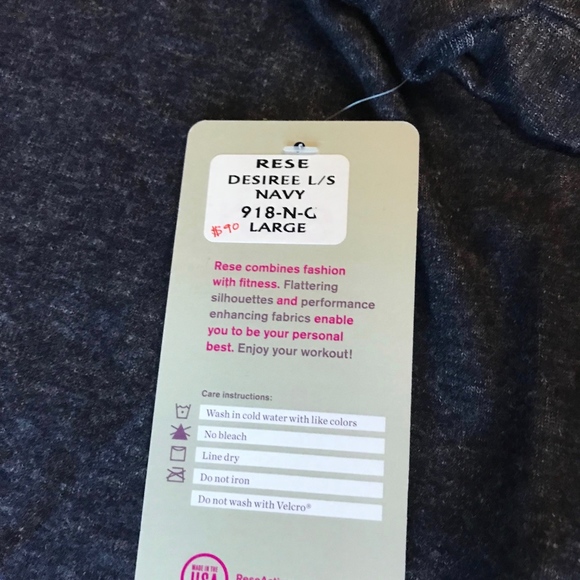 RESE
DESIREE L/S
NAVY
918-N-G
$90 LARGE
Rese combines fashion
with fitness. Flattering
silhouettes and performance
enhancing fabrics enable
you to be your personal
best. Enjoy your workout!
Care instructions:
Wash in cold water with like colors
No bleach
Line dry
Do not iron
Do not wash with Velcro®
MADE IN THE
USA